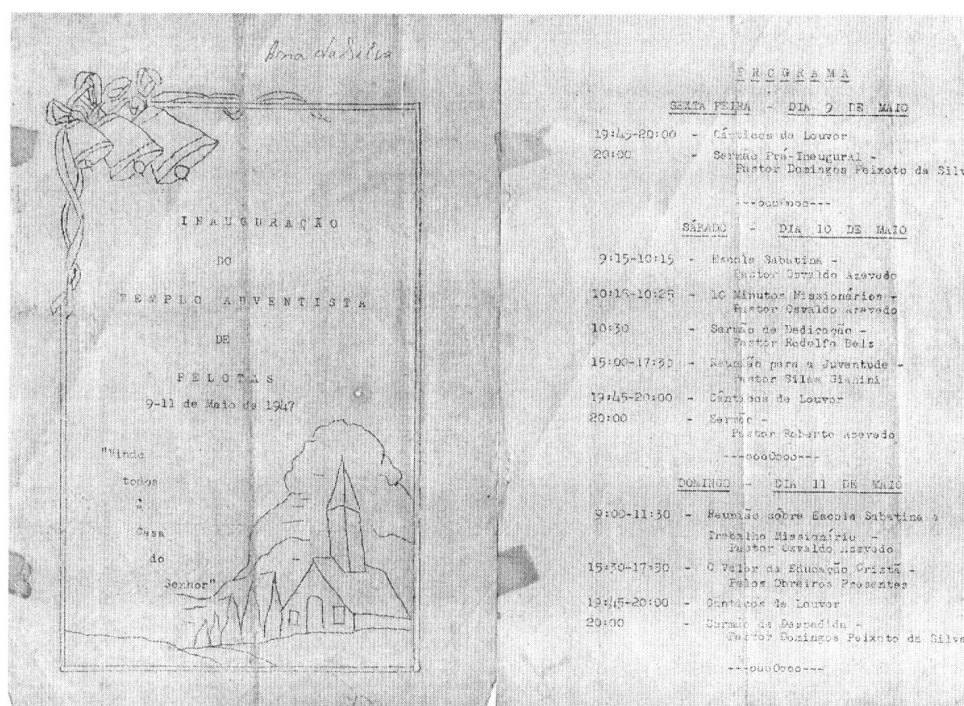 Ana da Silva
INAUGURAÇÃO
DO
TEMPLO ADVENTISTA
DE
PELOTAS
9-11 de Maio de 1947
"Vinde
todos
à
Casa
do
Senhor"
PROGRAMA
SEXTA FEIRA - DIA 9 DE MAIO
19:45-20:00 - Cânticos de Louvor
20:00 - Sermão Pré-Inaugural -
Pastor Domingos Peixoto da Silv
---ooo0ooo---
SÁBADO - DIA 10 DE MAIO
9:15-10:15 - Escola Sabatina -
Pastor Osvaldo Azevedo
10:15-10:25 - 10 Minutos Missionários -
Pastor Osvaldo Azevedo
10:30 - Sermão de Dedicação -
Pastor Rodolfo Belz
15:00-17:30 - Reunião para a Juventude -
Pastor Silas Gianini
19:45-20:00 - Cânticos de Louvor
20:00 - Sermão -
Pastor Roberto Azevedo
---ooo0ooo---
DOMINGO - DIA 11 DE MAIO
9:00-11:30 - Reunião sôbre Escola Sabatina e
Trabalho Missionário -
Pastor Osvaldo Azevedo
15:30-17:30 - O Valor da Educação Cristã -
Pelos Obreiros Presentes
19:45-20:00 - Cânticos de Louvor
20:00 - Sermão de Despedida -
Pastor Domingos Peixoto da Silva
---ooo0ooo---